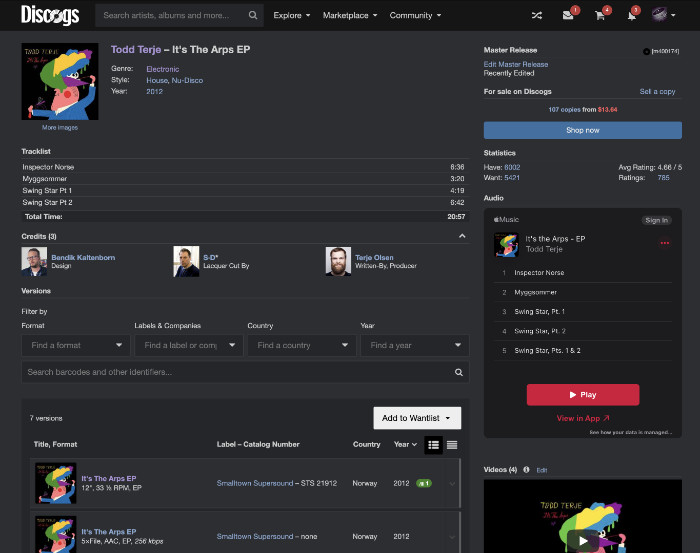 Discogs
Search artists, albums and more...
Explore
Marketplace
Community
1
4
3
TODD TERJE
It's the Arps
Todd Terje – It's The Arps EP
Genre: Electronic
Style: House, Nu-Disco
Year: 2012
More images
Master Release
[m400174]
Edit Master Release
Recently Edited
For sale on Discogs
Sell a copy
107 copies from $13.64
Shop now
Statistics
Have: 6002
Avg Rating: 4.66 / 5
Want: 5421
Ratings: 785
Tracklist
Inspector Norse 6:36
Myggsommer 3:20
Swing Star Pt 1 4:19
Swing Star Pt 2 6:42
Total Time: 20:57
Credits (3)
Bendik Kaltenborn
Design
S-D*
Lacquer Cut By
Terje Olsen
Written-By, Producer
Versions
Filter by
Format
Labels & Companies
Country
Year
Find a format
Find a label or comp
Find a country
Find a year
Search barcodes and other identifiers...
7 versions
Add to Wantlist
Title, Format
Label – Catalog Number
Country
Year
It's The Arps EP
12", 33 ⅓ RPM, EP
Smalltown Supersound – STS 21912
Norway
2012
1
It's The Arps EP
5×File, AAC, EP, 256 kbps
Smalltown Supersound – none
Norway
2012
Audio
Music
Sign In
It's the Arps - EP
Todd Terje
1 Inspector Norse
2 Myggsommer
3 Swing Star, Pt. 1
4 Swing Star, Pt. 2
5 Swing Star, Pts. 1 & 2
Play
View in App
See how your data is managed...
Videos (4)
Edit
TODD TERJE